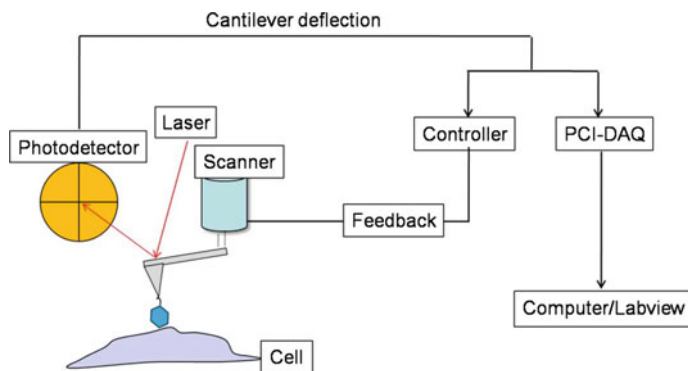 Cantilever deflection
Laser
Photodetector
Scanner
Controller
PCI-DAQ
Feedback
Computer/Labview
Cell